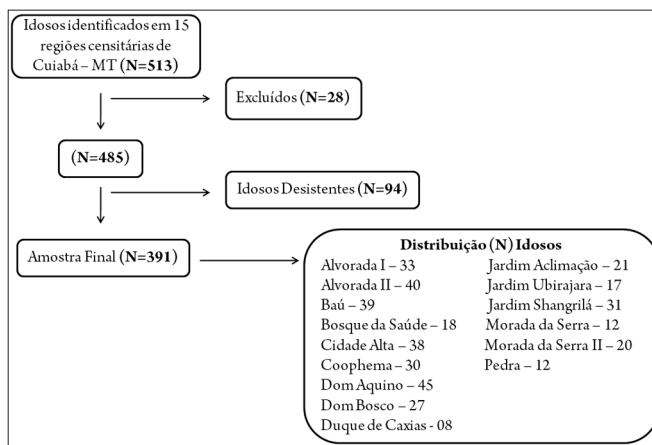 Idosos identificados em 15
regiões censitárias de
Cuiabá – MT (N=513)
Excluídos (N=28)
(N=485)
Idosos Desistentes (N=94)
Amostra Final (N=391)
Distribuição (N) Idosos
Alvorada I – 33
Alvorada II – 40
Baú – 39
Bosque da Saúde – 18
Cidade Alta – 38
Coophema – 30
Dom Aquino – 45
Dom Bosco – 27
Duque de Caxias - 08
Jardim Aclimação – 21
Jardim Ubirajara – 17
Jardim Shangrilá – 31
Morada da Serra – 12
Morada da Serra II – 20
Pedra – 12